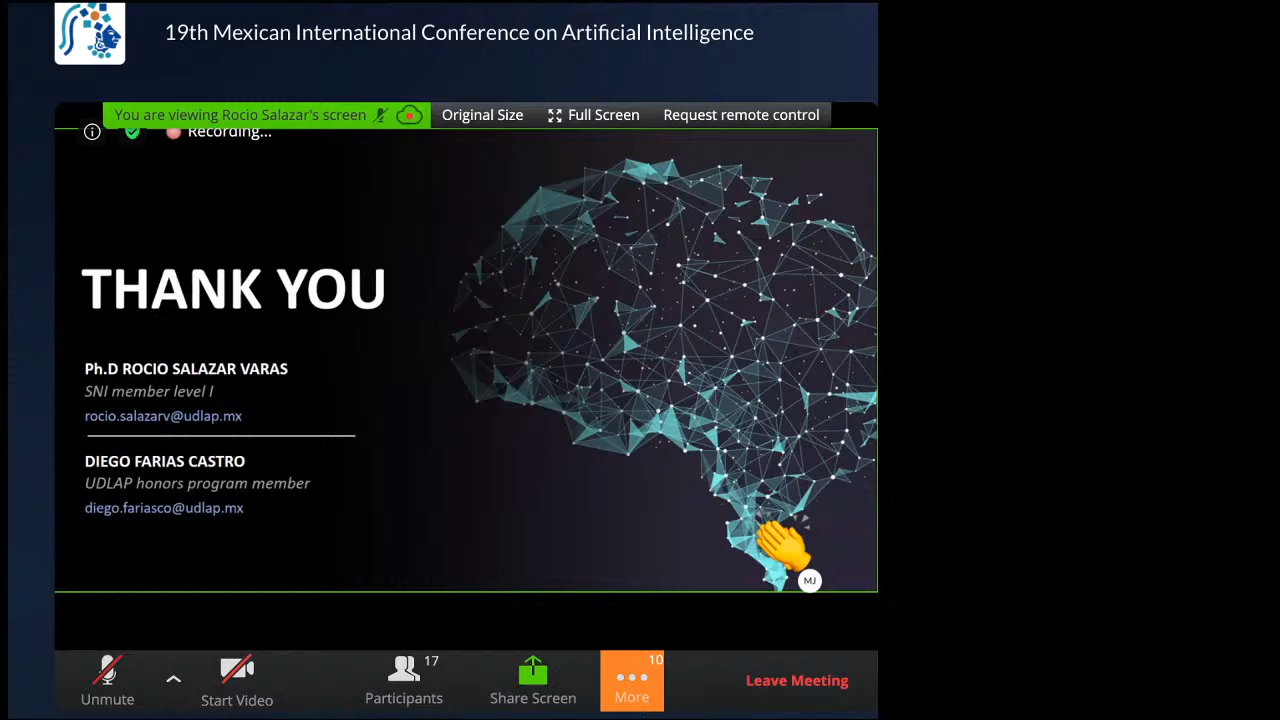 19th Mexican International Conference on Artificial Intelligence
You are viewing Rocio Salazar's screen
Original Size
Full Screen
Request remote control
Recording...
THANK YOU
Ph.D ROCIO SALAZAR VARAS
SNI member level I
rocio.salazarv@udlap.mx
DIEGO FARIAS CASTRO
UDLAP honors program member
diego.fariasco@udlap.mx
MJ
17
10
Unmute
Start Video
Participants
Share Screen
More
Leave Meeting